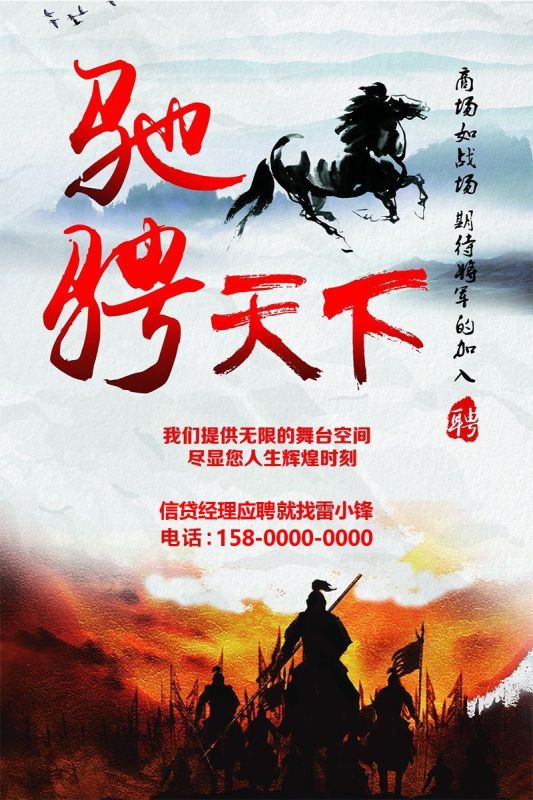 驰
骋天下
商场如战场 期待将军的加入
聘
我们提供无限的舞台空间
尽显您人生辉煌时刻
信贷经理应聘就找雷小锋
电话:158-0000-0000